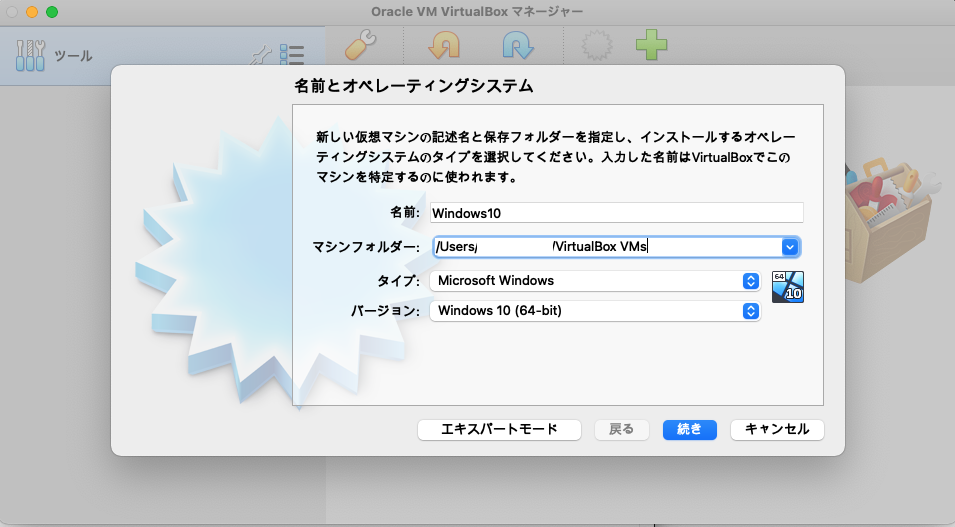 Oracle VM VirtualBox マネージャー
ツール
名前とオペレーティングシステム
新しい仮想マシンの記述名と保存フォルダーを指定し、インストールするオペレー
ティングシステムのタイプを選択してください。入力した名前はVirtualBoxでこの
マシンを特定するのに使われます。
名前: Windows10
マシンフォルダー: /Users/ /VirtualBox VMs
タイプ: Microsoft Windows
64
10
バージョン: Windows 10 (64-bit)
エキスパートモード 戻る 続き キャンセル